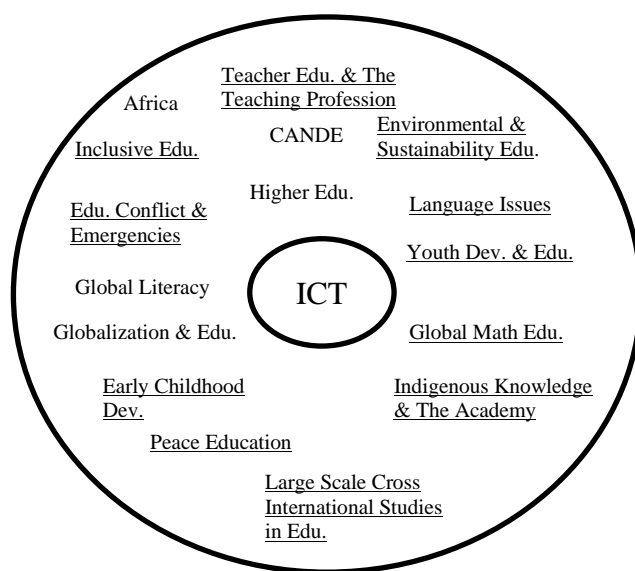 Teacher Edu. & The
Teaching Profession
Africa
CANDE
Environmental &
Sustainability Edu.
Inclusive Edu.
Higher Edu.
Language Issues
Edu. Conflict &
Emergencies
Youth Dev. & Edu.
Global Literacy
ICT
Globalization & Edu.
Global Math Edu.
Early Childhood
Dev.
Indigenous Knowledge
& The Academy
Peace Education
Large Scale Cross
International Studies
in Edu.